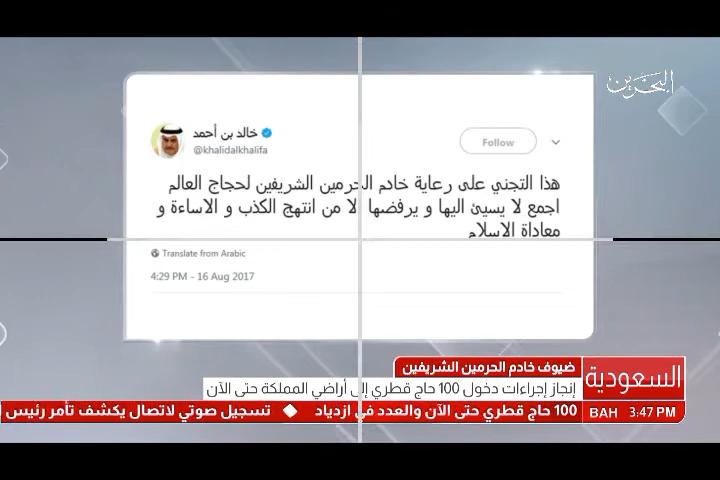 البحرين
خالد بن أحمد
@khalidalkhalifa
Follow
هذا التجني على رعاية خادم الحرمين الشريفين لحجاج العالم
اجمع لا يسيئ اليها و يرفضها الا من انتهج الكذب و الاساءة و
معاداة الاسلام
Translate from Arabic
4:29 PM - 16 Aug 2017
ضيوف خادم الحرمين الشريفين
السعودية
إنجاز إجراءات دخول 100 حاج قطري إلى أراضي المملكة حتى الآن
100 حاج قطري حتى الآن والعدد في ازدياد ◆ تسجيل صوتي لاتصال يكشف تآمر رئيس
BAH 3:47 PM